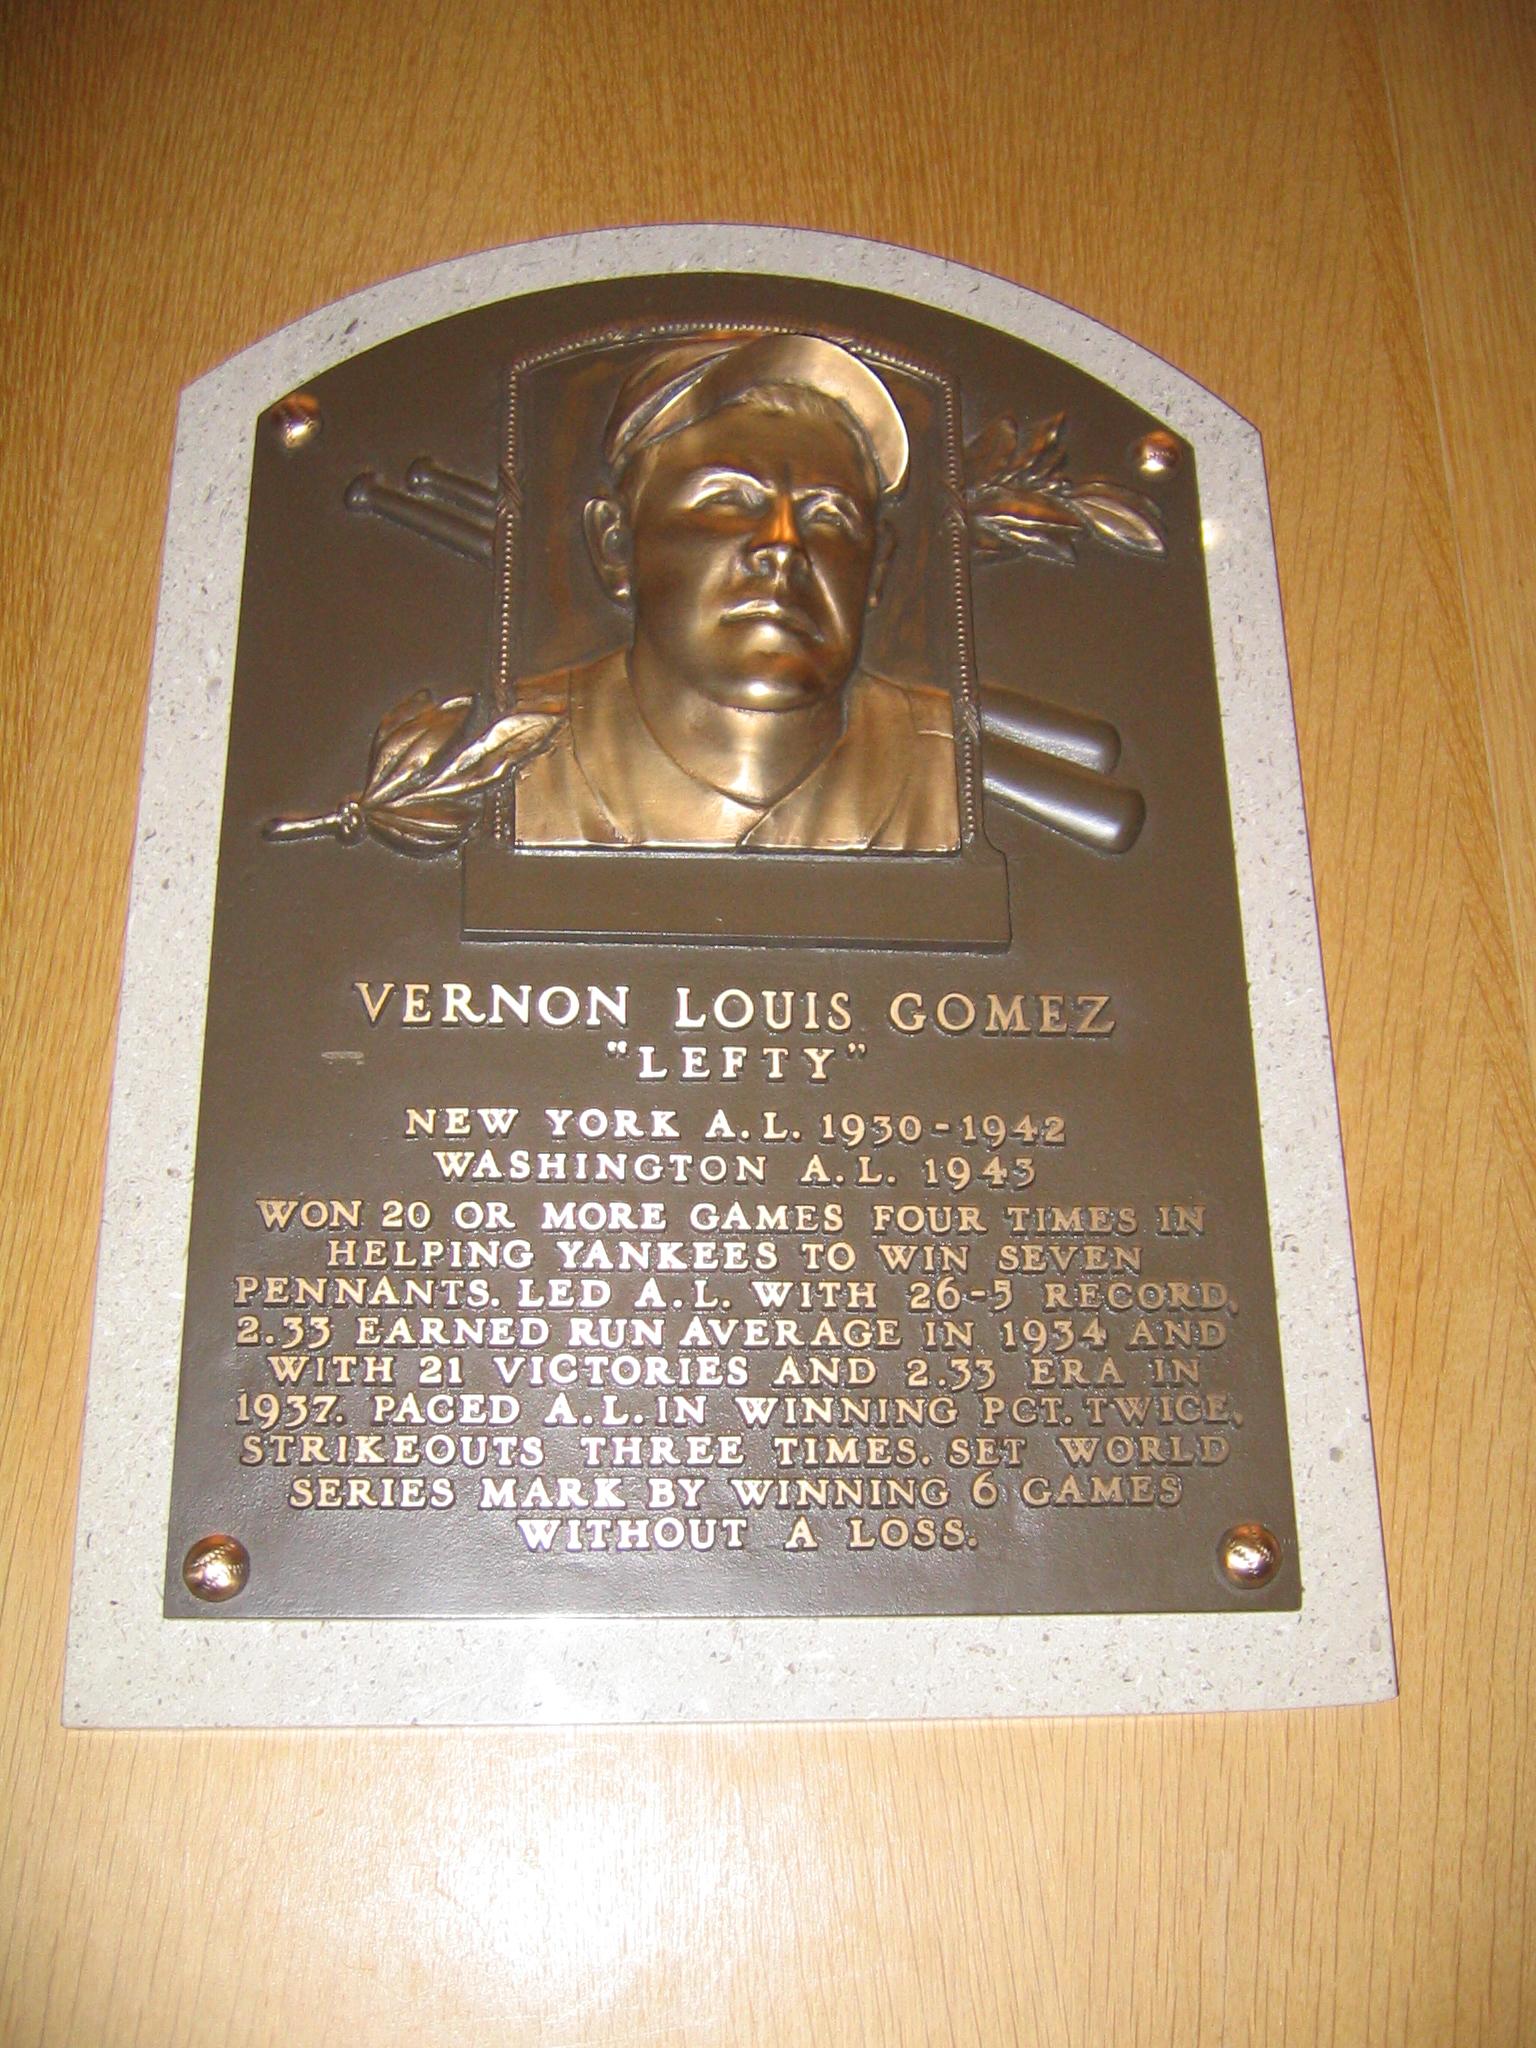 VERNON LOUIS GOMEZ
"LEFTY"
NEW YORK A.L. 1930-1942
WASHINGTON A.L. 1943
WON 20 OR MORE GAMES FOUR TIMES IN
HELPING YANKEES TO WIN SEVEN
PENNANTS. LED A.L. WITH 26-5 RECORD,
2.33 EARNED RUN AVERAGE IN 1934 AND
WITH 21 VICTORIES AND 2.33 ERA IN
1937. PACED A.L. IN WINNING PCT. TWICE,
STRIKEOUTS THREE TIMES. SET WORLD
SERIES MARK BY WINNING 6 GAMES
WITHOUT A LOSS.